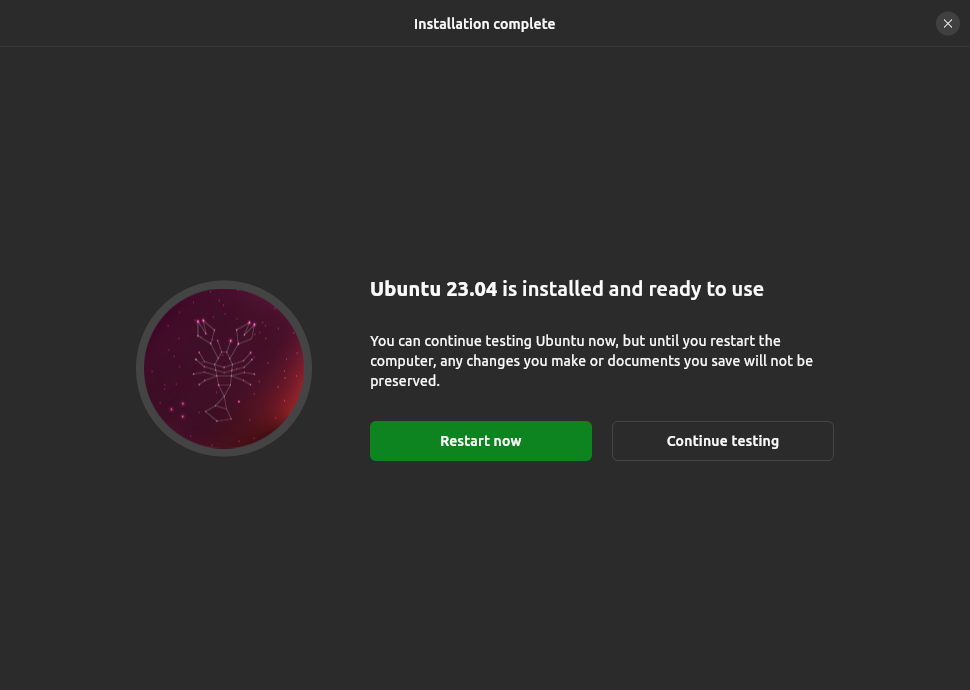 Installation complete
Ubuntu 23.04 is installed and ready to use
You can continue testing Ubuntu now, but until you restart the
computer, any changes you make or documents you save will not be
preserved.
Restart now
Continue testing